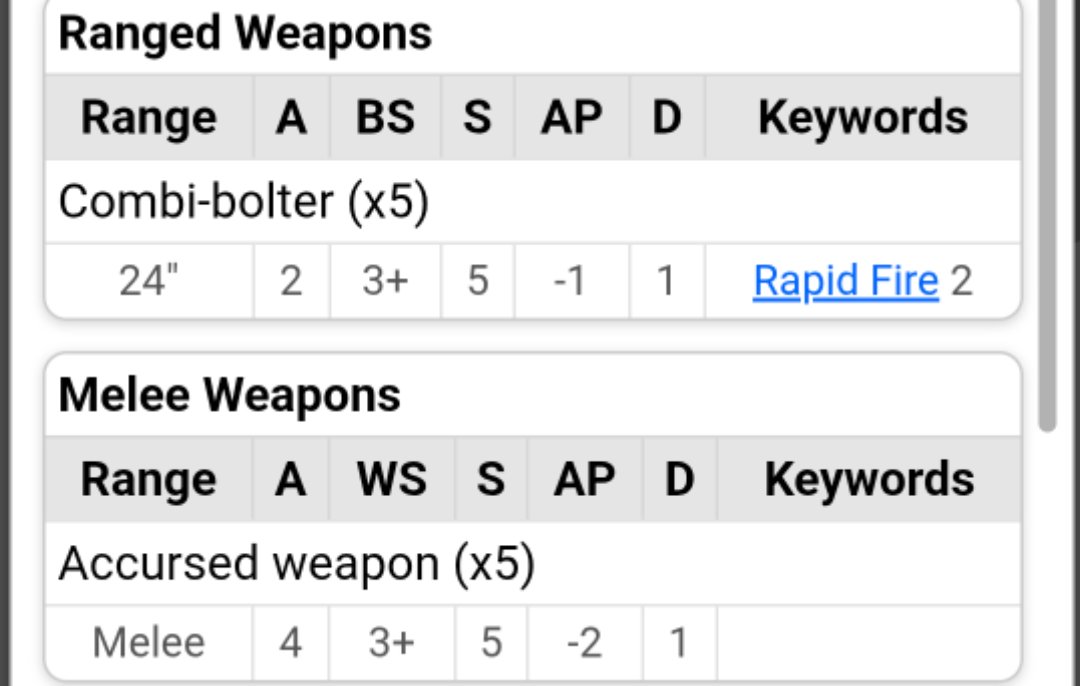 Ranged Weapons
Range A BS S AP D Keywords
Combi-bolter (x5)
24" 2 3+ 5 -1 1 Rapid Fire 2
Melee Weapons
Range A WS S AP D Keywords
Accursed weapon (x5)
Melee 4 3+ 5 -2 1